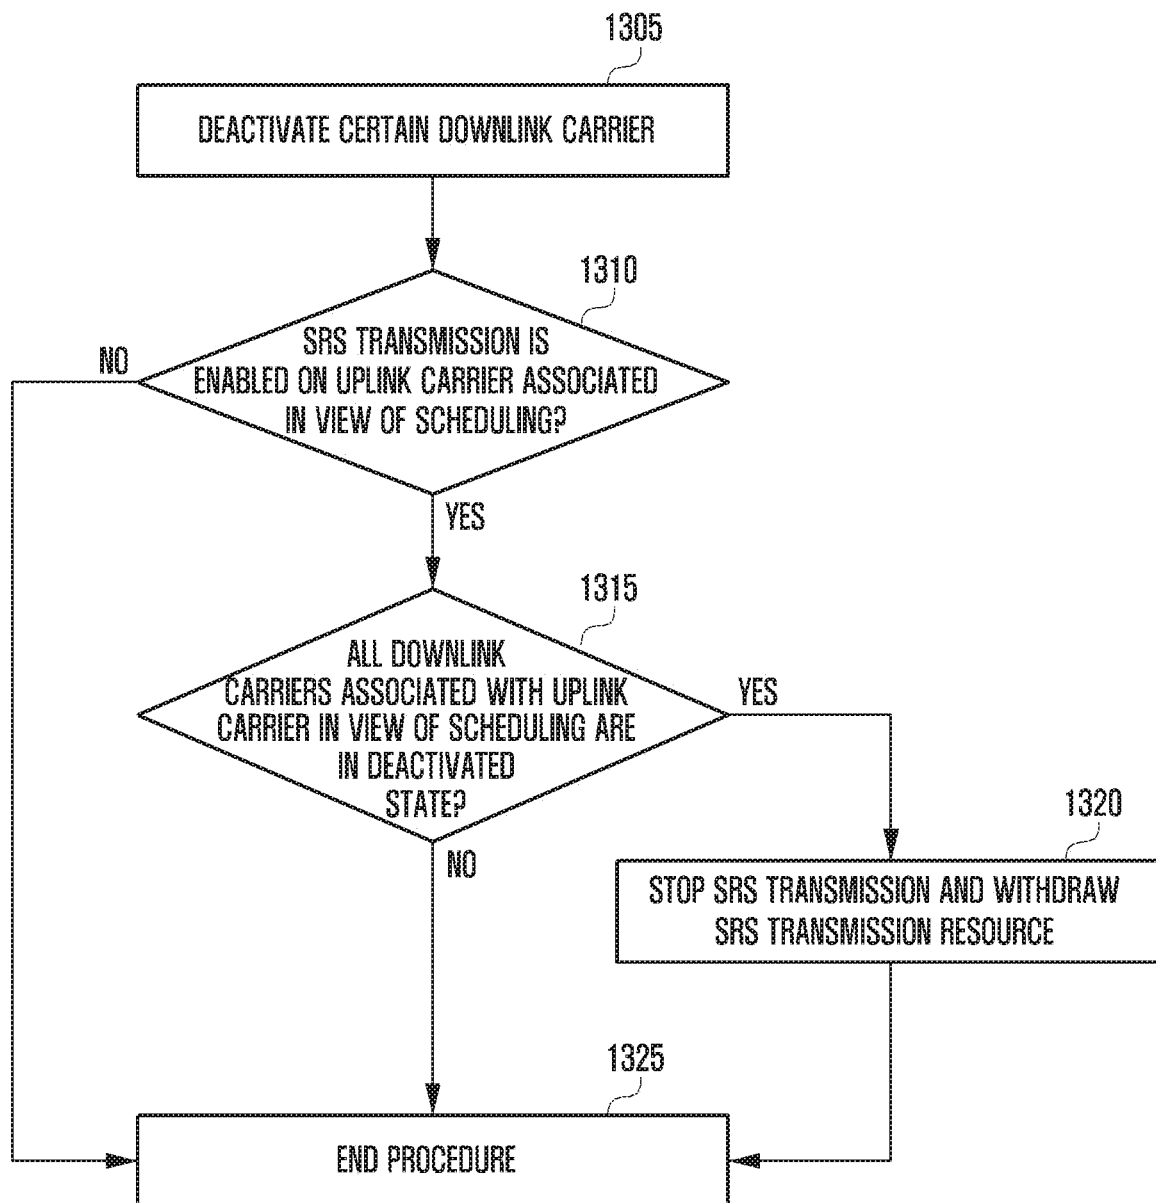 1305
DEACTIVATE CERTAIN DOWNLINK CARRIER
1310
SRS TRANSMISSION IS
ENABLED ON UPLINK CARRIER ASSOCIATED
IN VIEW OF SCHEDULING?
NO
YES
1315
ALL DOWNLINK
CARRIERS ASSOCIATED WITH UPLINK
CARRIER IN VIEW OF SCHEDULING ARE
IN DEACTIVATED
STATE?
YES
NO
1320
STOP SRS TRANSMISSION AND WITHDRAW
SRS TRANSMISSION RESOURCE
1325
END PROCEDURE